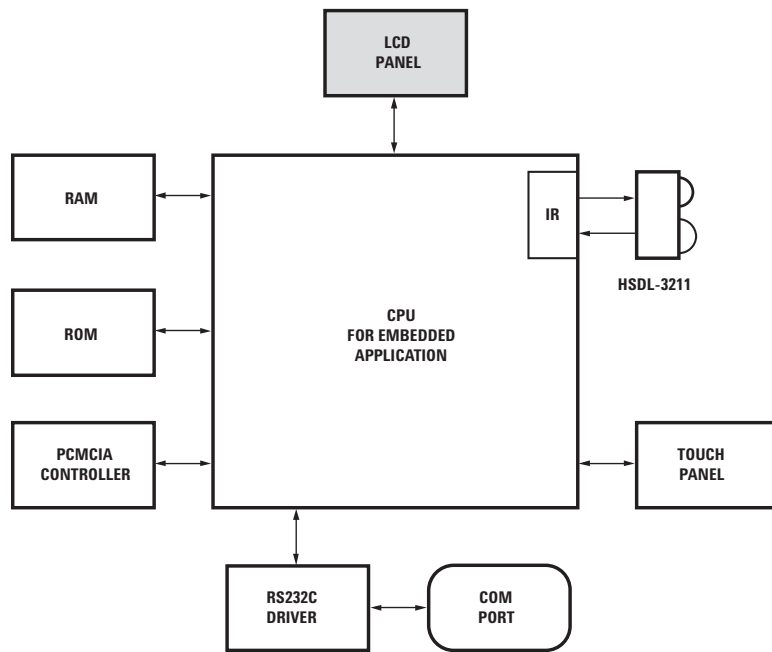 LCD
PANEL
RAM
IR
HSDL-3211
ROM
CPU
FOR EMBEDDED
APPLICATION
PCMCIA
CONTROLLER
TOUCH
PANEL
RS232C
DRIVER
COM
PORT